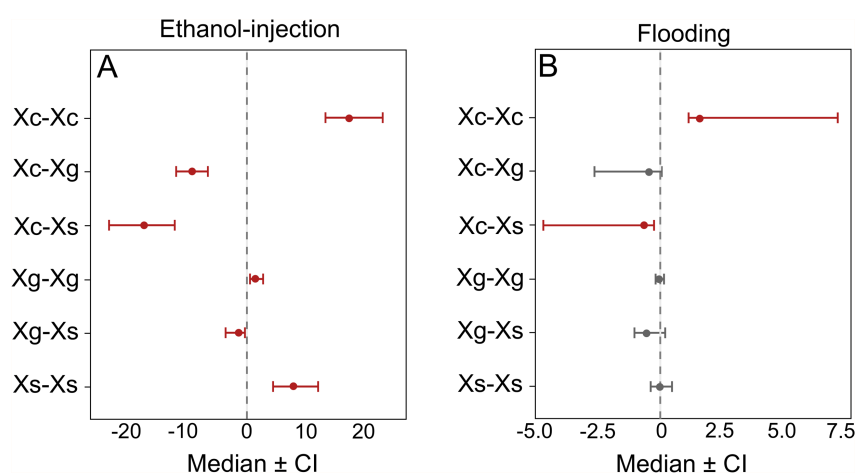 Ethanol-injection
A
Xc-Xc
Xc-Xg
Xc-Xs
Xg-Xg
Xg-Xs
Xs-Xs
-20 -10 0 10 20
Median ± CI
Flooding
B
Xc-Xc
Xc-Xg
Xc-Xs
Xg-Xg
Xg-Xs
Xs-Xs
-5.0 -2.5 0 2.5 5.0 7.5
Median ± CI